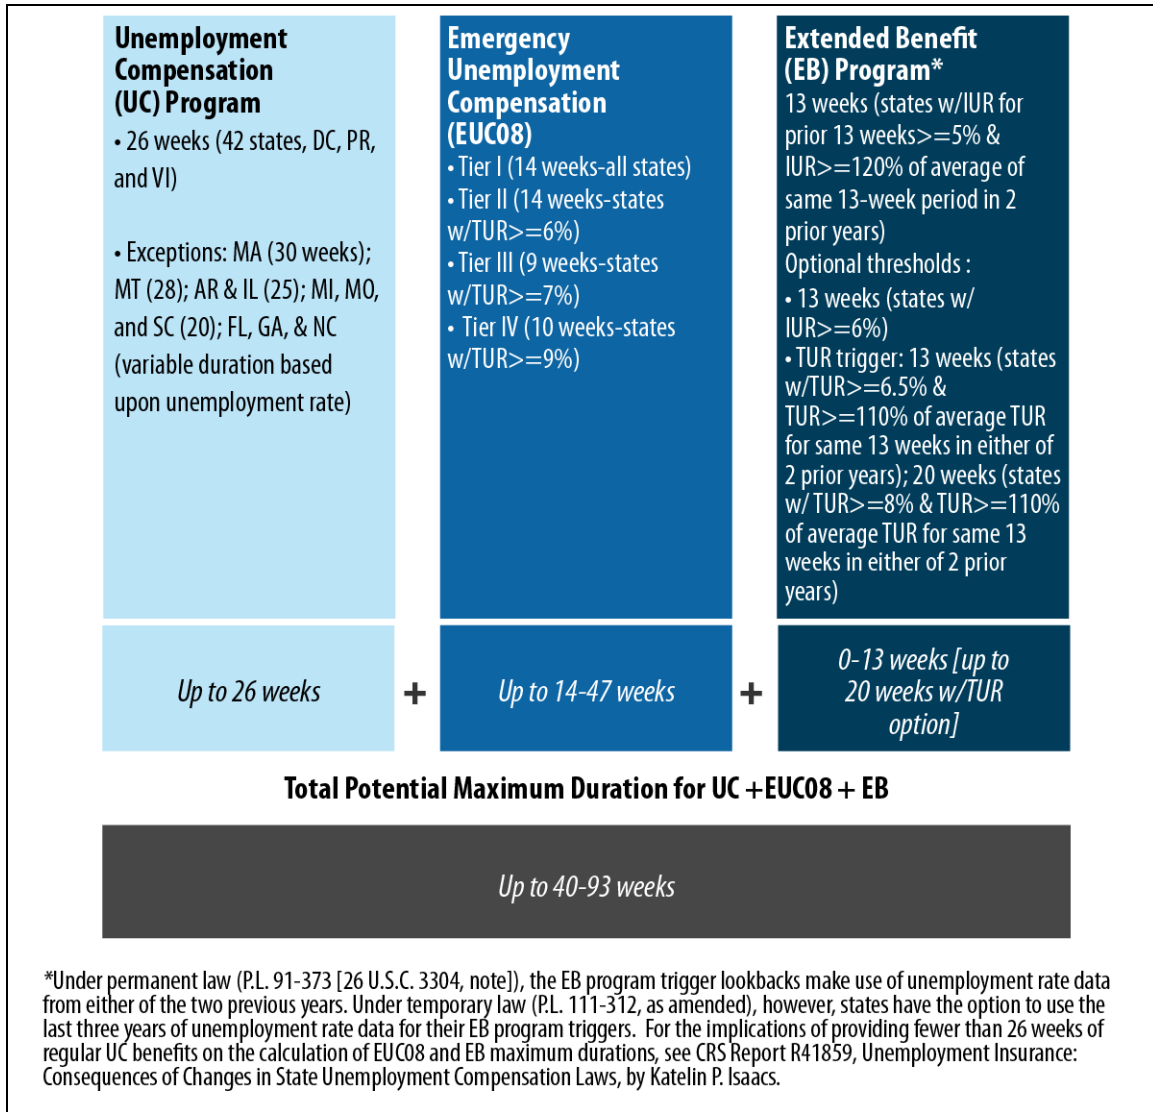 Unemployment
Compensation
(UC) Program
• 26 weeks (42 states, DC, PR,
and VI)
• Exceptions: MA (30 weeks);
MT (28); AR & IL (25); MI, MO,
and SC (20); FL, GA, & NC
(variable duration based
upon unemployment rate)
Emergency
Unemployment
Compensation
(EUC08)
• Tier I (14 weeks-all states)
• Tier II (14 weeks-states
w/TUR>=6%)
• Tier III (9 weeks-states
w/TUR>=7%)
• Tier IV (10 weeks-states
w/TUR>=9%)
Extended Benefit
(EB) Program*
13 weeks (states w/IUR for
prior 13 weeks>=5% &
IUR>=120% of average of
same 13-week period in 2
prior years)
Optional thresholds :
• 13 weeks (states w/
IUR>=6%)
• TUR trigger: 13 weeks (states
w/TUR>=6.5% &
TUR>=110% of average TUR
for same 13 weeks in either of
2 prior years); 20 weeks (states
w/ TUR>=8% & TUR>=110%
of average TUR for same 13
weeks in either of 2 prior
years)
Up to 26 weeks
+
Up to 14-47 weeks
+
0-13 weeks [up to
20 weeks w/TUR
option]
Total Potential Maximum Duration for UC +EUC08 + EB
Up to 40-93 weeks
*Under permanent law (P.L. 91-373 [26 U.S.C. 3304, note]), the EB program trigger lookbacks make use of unemployment rate data
from either of the two previous years. Under temporary law (P.L. 111-312, as amended), however, states have the option to use the
last three years of unemployment rate data for their EB program triggers. For the implications of providing fewer than 26 weeks of
regular UC benefits on the calculation of EUC08 and EB maximum durations, see CRS Report R41859, Unemployment Insurance:
Consequences of Changes in State Unemployment Compensation Laws, by Katelin P. Isaacs.